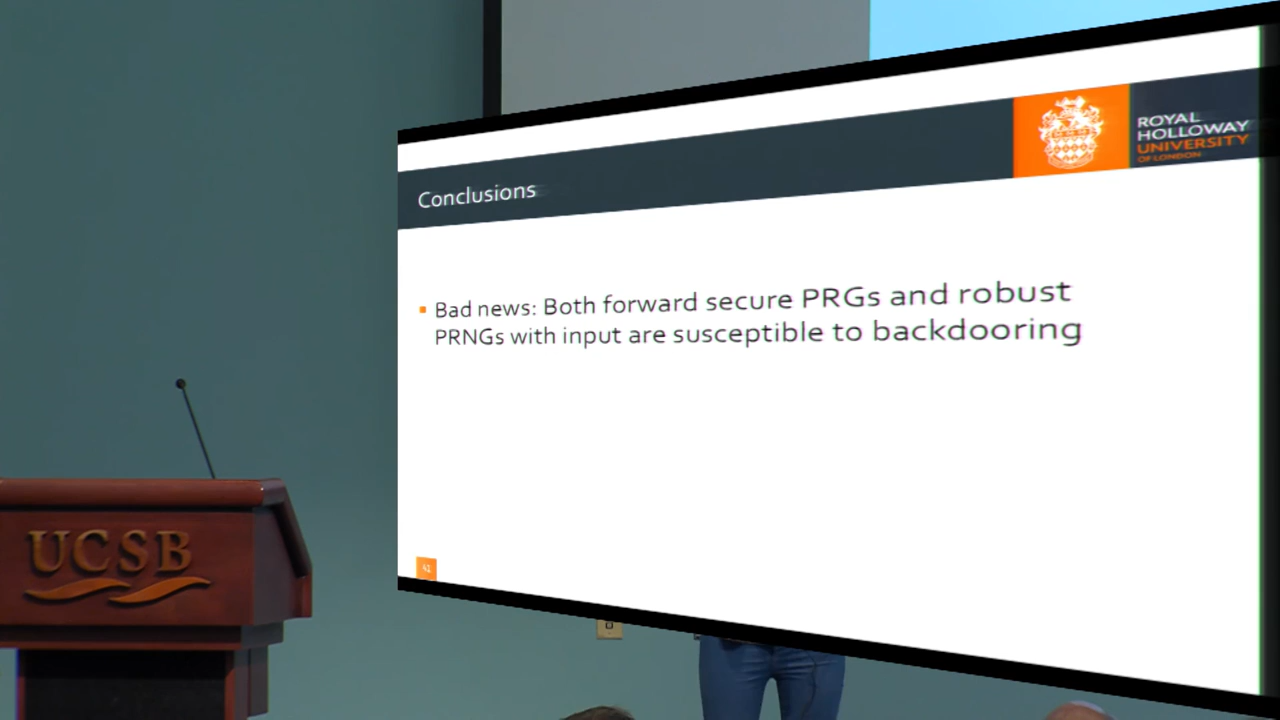 ROYAL
HOLLOWAY
UNIVERSITY
OF LONDON
Conclusions
Bad news: Both forward secure PRGs and robust
PRNGs with input are susceptible to backdooring
UCSB